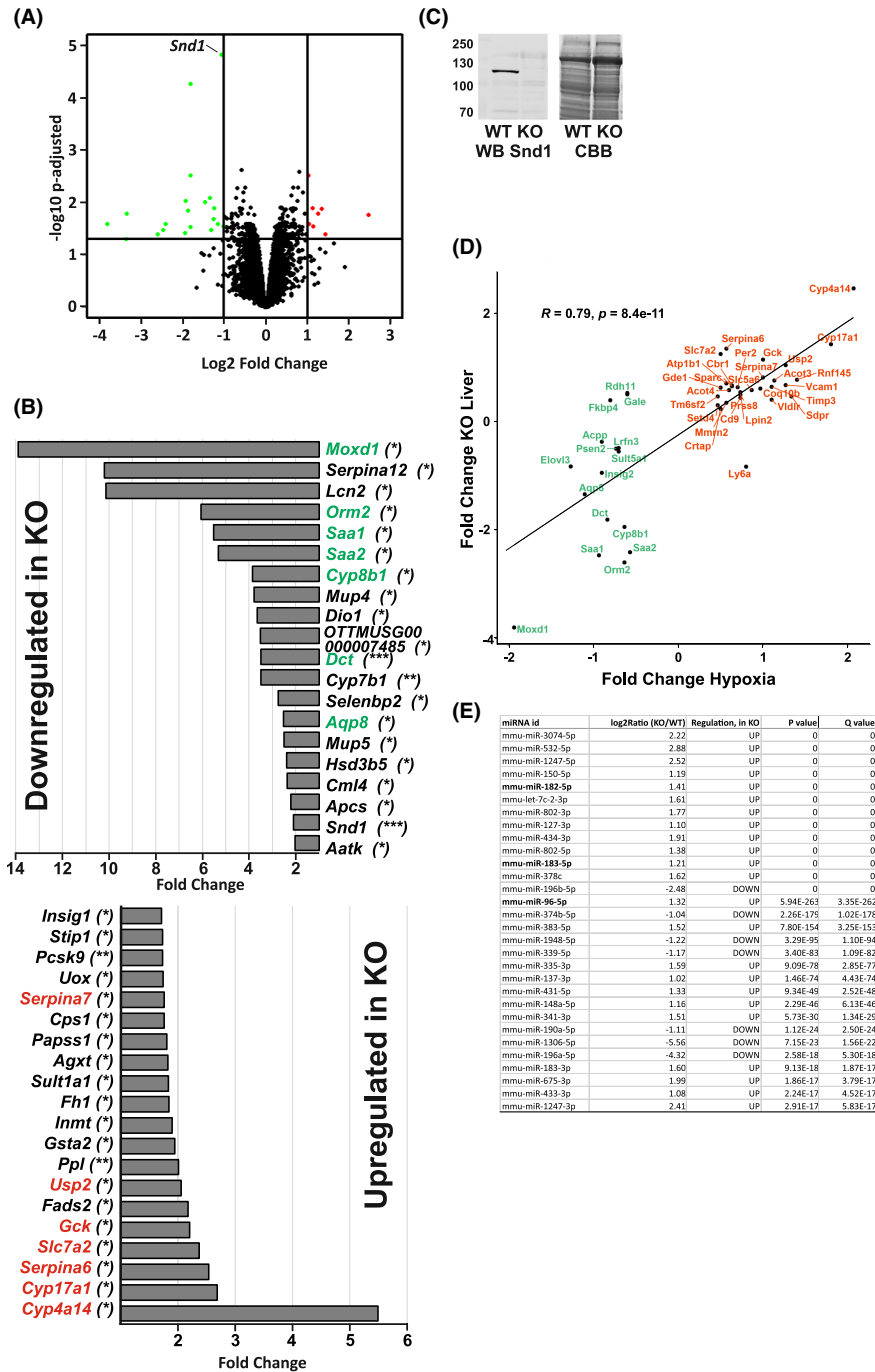 (A)
Snd1
5
4
3
2
1
0
-log10 p-adjusted
-4 -3 -2 -1 0 1 2 3
Log2 Fold Change
(B)
Downregulated in KO
Moxd1 (*)
Serpina12 (*)
Lcn2 (*)
Orm2 (*)
Saa1 (*)
Saa2 (*)
Cyp8b1 (*)
Mup4 (*)
Dio1 (*)
OTTMUSG00
000007485 (*)
Dct (***)
Cyp7b1 (**)
Selenbp2 (*)
Aqp8 (*)
Mup5 (*)
Hsd3b5 (*)
Cml4 (*)
Apcs (*)
Snd1 (***)
Aatk (*)
14 12 10 8 6 4 2
Fold Change
Upregulated in KO
Insig1 (*)
Stip1 (*)
Pcsk9 (**)
Uox (*)
Serpina7 (*)
Cps1 (*)
Papss1 (*)
Agxt (*)
Sult1a1 (*)
Fh1 (*)
Inmt (*)
Gsta2 (*)
Ppl (**)
Usp2 (*)
Fads2 (*)
Gck (*)
Slc7a2 (*)
Serpina6 (*)
Cyp17a1 (*)
Cyp4a14 (*)
2 3 4 5 6
Fold Change
(C)
250
130
100
70
WT KO WT KO
WB Snd1 CBB
(D)
R = 0.79, p = 8.4e-11
Fold Change KO Liver
2
0
-2
-4
Cyp4a14
Cyp17a1
Serpina6
Slc7a2
Per2
Gck
Usp2
Atp1b1
Cbr1
Serpina7
Sparc
Slc5a6
Acot3
Rnf145
Gde1
Acot4
Coq10b
Vcam1
Timp3
Tm6sf2
Prss8
Vldlr
Setd4
Cd9
Lpin2
Sdpr
Mmrn2
Crtap
Ly6a
Rdh11
Gale
Fkbp4
Acpp
Lrfn3
Psen2
Sult5a1
Elovl3
Insig2
Aqp8
Dct
Cyp8b1
Saa1
Saa2
Orm2
Moxd1
-2 -1 0 1 2
Fold Change Hypoxia
(E)
miRNA id log2Ratio (KO/WT) Regulation, in KO P value Q value
mmu-miR-3074-5p 2.22 UP 0 0
mmu-miR-532-5p 2.88 UP 0 0
mmu-miR-1247-5p 2.52 UP 0 0
mmu-miR-150-5p 1.19 UP 0 0
mmu-miR-182-5p 1.41 UP 0 0
mmu-let-7c-2-3p 1.61 UP 0 0
mmu-miR-802-3p 1.77 UP 0 0
mmu-miR-127-3p 1.10 UP 0 0
mmu-miR-434-3p 1.91 UP 0 0
mmu-miR-802-5p 1.38 UP 0 0
mmu-miR-183-5p 1.21 UP 0 0
mmu-miR-378c 1.62 UP 0 0
mmu-miR-196b-5p -2.48 DOWN 0 0
mmu-miR-96-5p 1.32 UP 5.94E-263 3.35E-262
mmu-miR-374b-5p -1.04 DOWN 2.26E-179 1.02E-178
mmu-miR-383-5p 1.52 UP 7.80E-154 3.25E-153
mmu-miR-1948-5p -1.22 DOWN 3.29E-95 1.10E-94
mmu-miR-339-5p -1.17 DOWN 3.40E-83 1.09E-82
mmu-miR-335-3p 1.59 UP 9.09E-78 2.85E-77
mmu-miR-137-3p 1.02 UP 1.46E-74 4.43E-74
mmu-miR-431-5p 1.33 UP 9.34E-49 2.52E-48
mmu-miR-148a-5p 1.16 UP 2.29E-46 6.13E-46
mmu-miR-341-3p 1.51 UP 5.73E-30 1.34E-29
mmu-miR-190a-5p -1.11 DOWN 1.12E-24 2.50E-24
mmu-miR-1306-5p -5.56 DOWN 7.15E-23 1.56E-22
mmu-miR-196a-5p -4.32 DOWN 2.58E-18 5.30E-18
mmu-miR-183-3p 1.60 UP 9.13E-18 1.87E-17
mmu-miR-675-3p 1.99 UP 1.86E-17 3.79E-17
mmu-miR-433-3p 1.08 UP 2.24E-17 4.52E-17
mmu-miR-1247-3p 2.41 UP 2.91E-17 5.83E-17